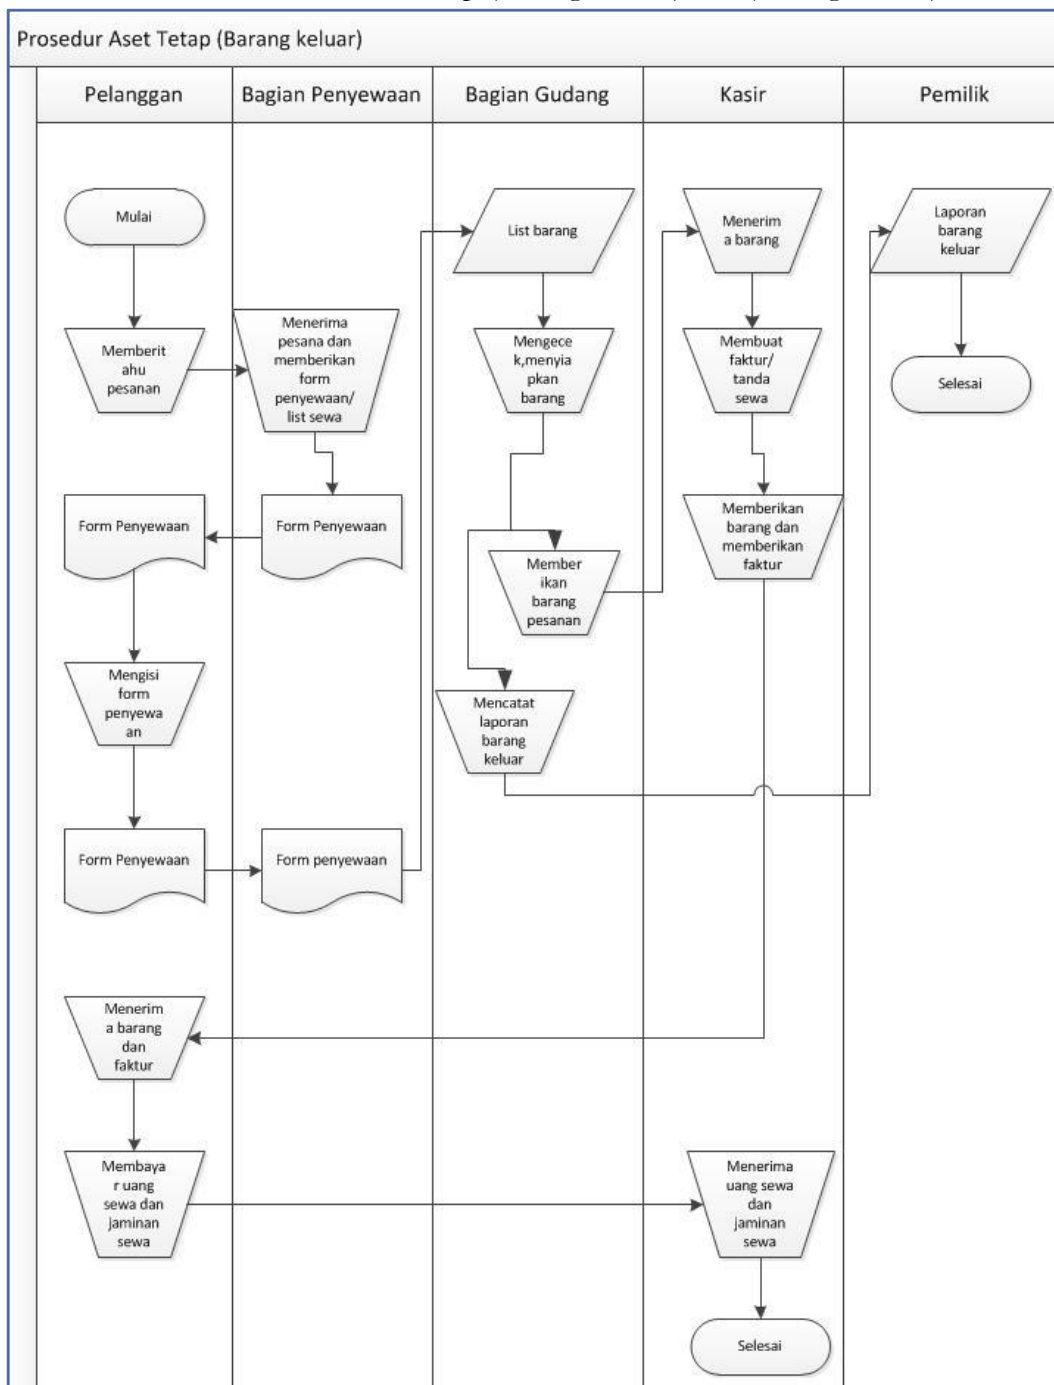 Prosedur Aset Tetap (Barang keluar)
Pelanggan
Bagian Penyewaan
Bagian Gudang
Kasir
Pemilik
Mulai
Memberit
ahu
pesanan
Form Penyewaan
Mengisi
form
penyewa
an
Form Penyewaan
Menerim
a barang
dan
faktur
Membaya
r uang
sewa dan
jaminan
sewa
Menerima
pesana dan
memberikan
form
penyewaan/
list sewa
Form Penyewaan
Form penyewaan
List barang
Mengece
k,menyia
pkan
barang
Member
ikan
barang
pesanan
Mencatat
laporan
barang
keluar
Menerim
a barang
Membuat
faktur/
tanda
sewa
Memberikan
barang dan
memberikan
faktur
Menerima
uang sewa
dan
jaminan
sewa
Selesai
Laporan
barang
keluar
Selesai